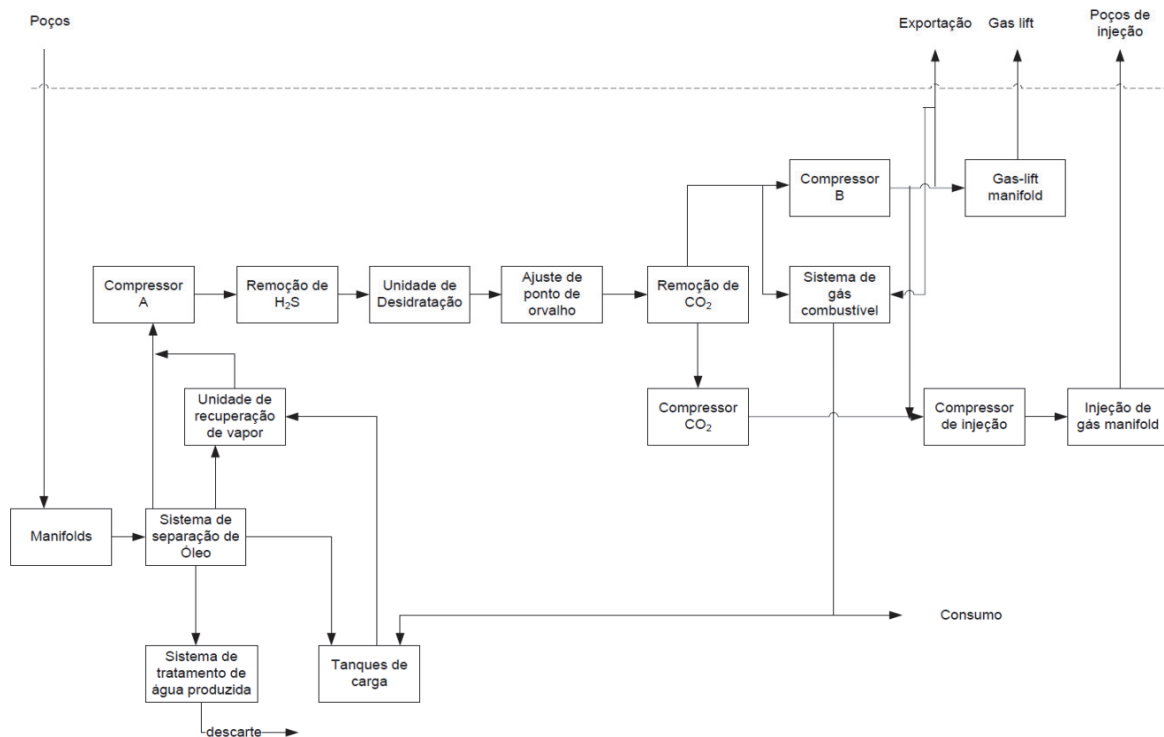 Poços
Exportação
Gas lift
Poços de
injeção
Compressor
B
Gas-lift
manifold
Compressor
A
Remoção de
H₂S
Unidade de
Desidratação
Ajuste de
ponto de
orvalho
Remoção de
CO₂
Sistema de
gás
combustível
Unidade de
recuperação
de vapor
Compressor
CO₂
Compressor
de injeção
Injeção de
gás manifold
Manifolds
Sistema de
separação de
Óleo
Consumo
Sistema de
tratamento de
água produzida
Tanques de
carga
descarte